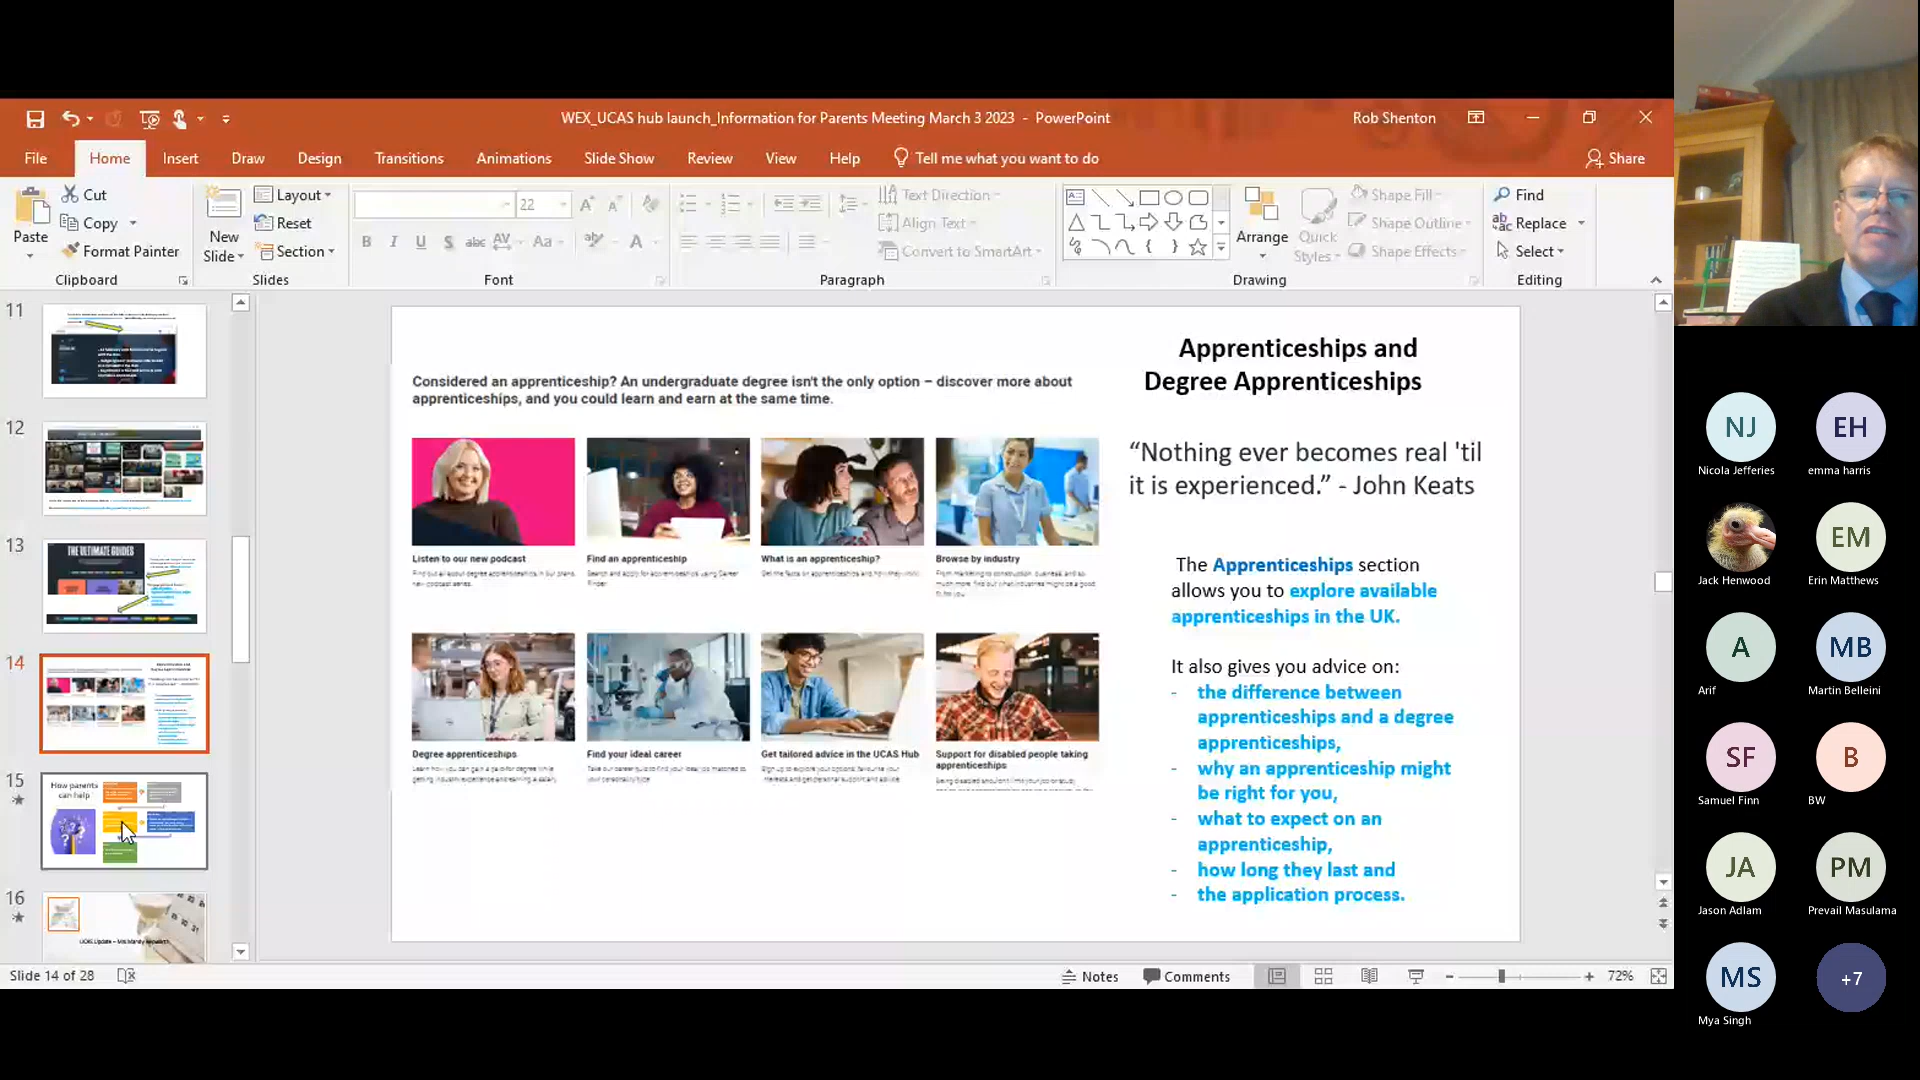 WEX_UCAS hub launch_Information for Parents Meeting March 3 2023 - PowerPoint
Rob Shenton
File
Home
Insert
Draw
Design
Transitions
Animations
Slide Show
Review
View
Help
Tell me what you want to do
Share
Paste
Cut
Copy
Format Painter
Clipboard
New
Slide
Layout
Reset
Section
Slides
22
Font
Text Direction
Align Text
Convert to SmartArt
Paragraph
Arrange
Quick
Styles
Shape Fill
Shape Outline
Shape Effects
Drawing
Find
Replace
Select
Editing
11
12
13
THE ULTIMATE GUIDES
14
15
How parents
can help
16
Considered an apprenticeship? An undergraduate degree isn't the only option – discover more about
apprenticeships, and you could learn and earn at the same time.
Listen to our new podcast
Find an apprenticeship
What is an apprenticeship?
Browse by industry
Degree apprenticeships
Find your ideal career
Get tailored advice in the UCAS Hub
Support for disabled people taking
apprenticeships
Apprenticeships and
Degree Apprenticeships
“Nothing ever becomes real 'til
it is experienced.” - John Keats
The Apprenticeships section
allows you to explore available
apprenticeships in the UK.
It also gives you advice on:
- the difference between
apprenticeships and a degree
apprenticeships,
- why an apprenticeship might
be right for you,
- what to expect on an
apprenticeship,
- how long they last and
- the application process.
Slide 14 of 28
Notes
Comments
72%
NJ
Nicola Jefferies
EH
emma harris
Jack Henwood
EM
Erin Matthews
A
Arif
MB
Martin Belleini
SF
Samuel Finn
B
BW
JA
Jason Adlam
PM
Prevail Masulama
MS
Mya Singh
+7